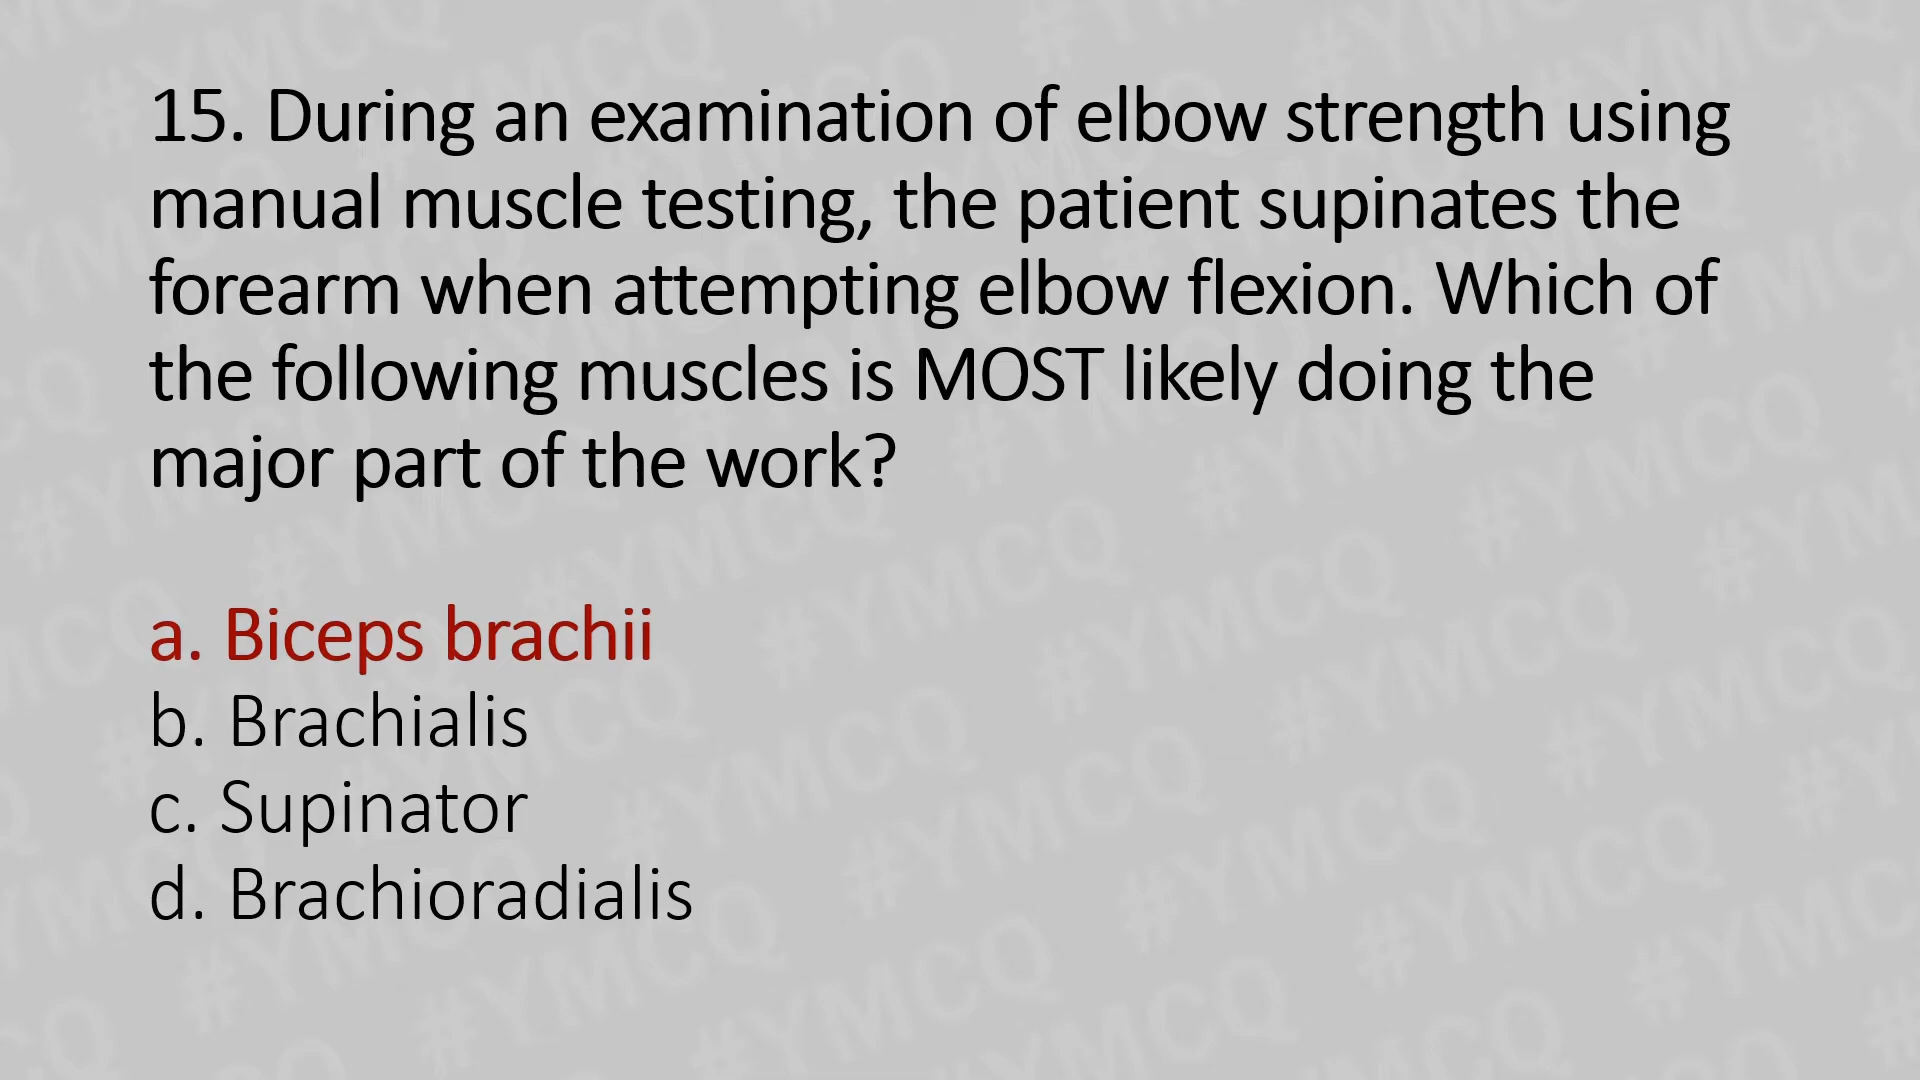 15. During an examination of elbow strength using
manual muscle testing, the patient supinates the
forearm when attempting elbow flexion. Which of
the following muscles is MOST likely doing the
major part of the work?
a. Biceps brachii
b. Brachialis
c. Supinator
d. Brachioradialis
#YMCQ